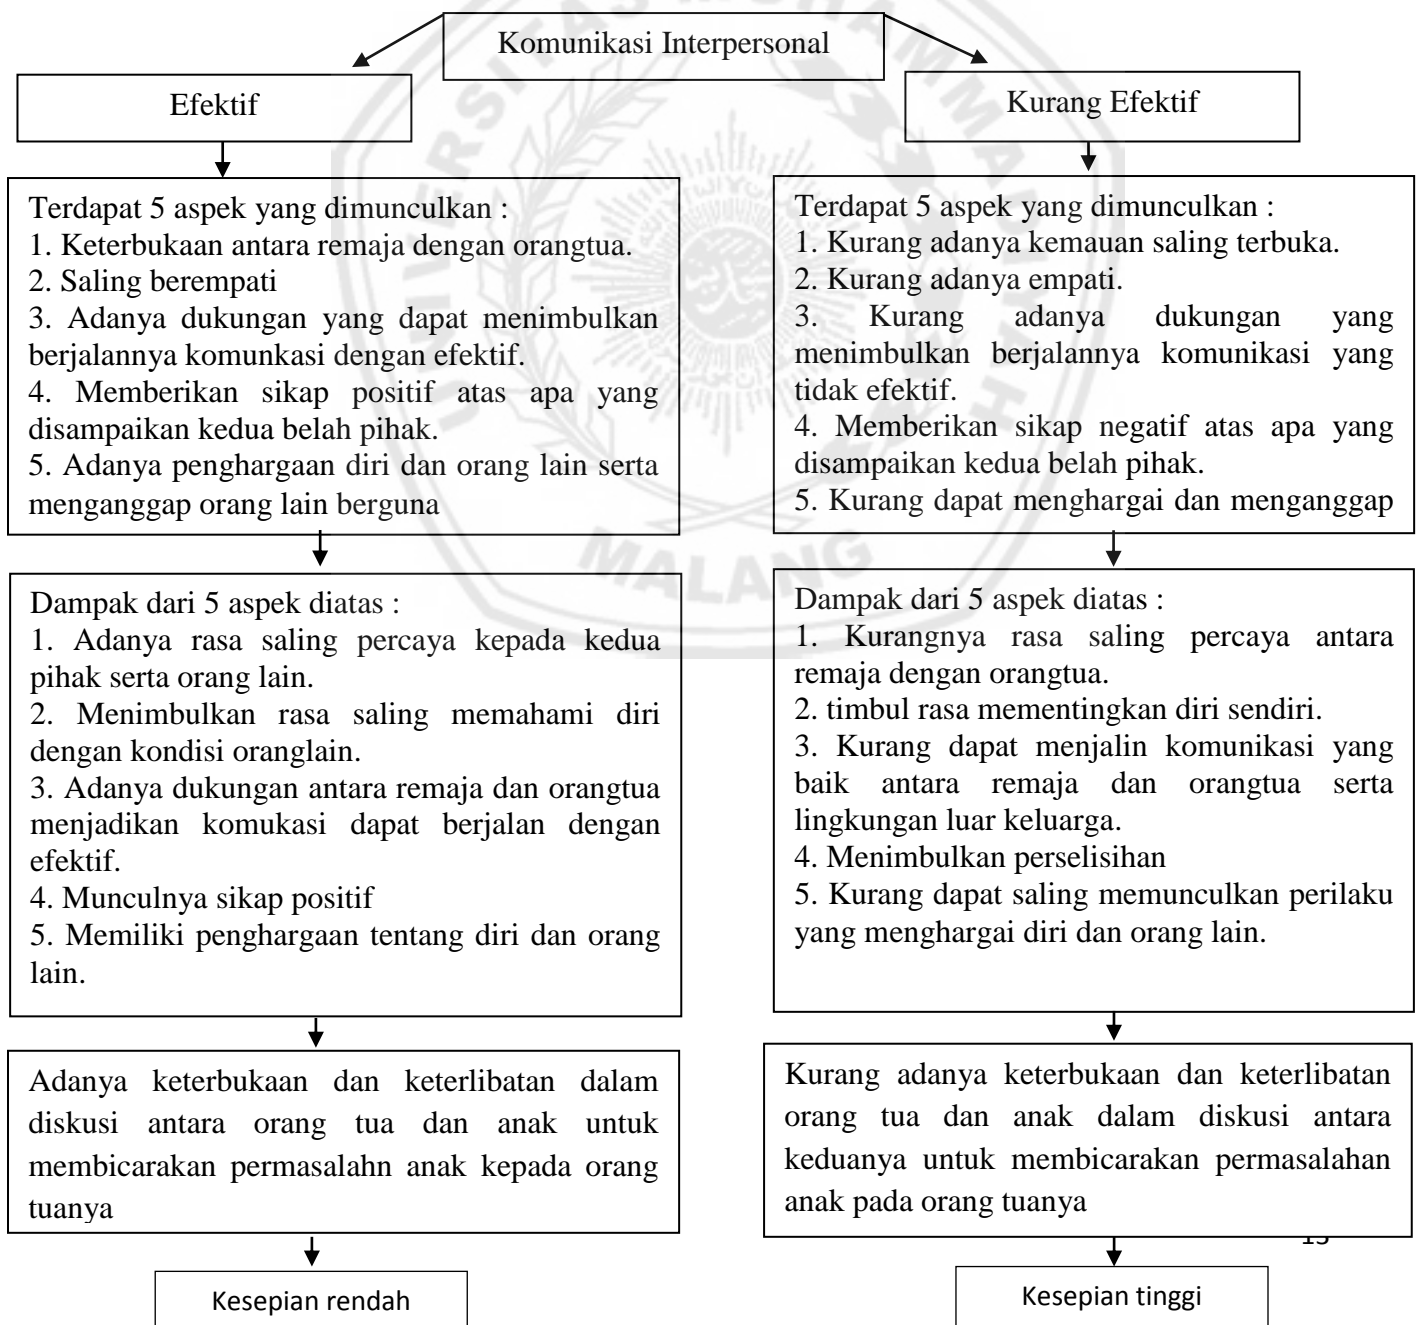 Komunikasi Interpersonal
Efektif
Terdapat 5 aspek yang dimunculkan :
1. Keterbukaan antara remaja dengan orangtua.
2. Saling berempati
3. Adanya dukungan yang dapat menimbulkan
berjalannya komunkasi dengan efektif.
4. Memberikan sikap positif atas apa yang
disampaikan kedua belah pihak.
5. Adanya penghargaan diri dan orang lain serta
menganggap orang lain berguna
Dampak dari 5 aspek diatas :
1. Adanya rasa saling percaya kepada kedua
pihak serta orang lain.
2. Menimbulkan rasa saling memahami diri
dengan kondisi oranglain.
3. Adanya dukungan antara remaja dan orangtua
menjadikan komukasi dapat berjalan dengan
efektif.
4. Munculnya sikap positif
5. Memiliki penghargaan tentang diri dan orang
lain.
Adanya keterbukaan dan keterlibatan dalam
diskusi antara orang tua dan anak untuk
membicarakan permasalahn anak kepada orang
tuanya
Kesepian rendah
Kurang Efektif
Terdapat 5 aspek yang dimunculkan :
1. Kurang adanya kemauan saling terbuka.
2. Kurang adanya empati.
3. Kurang adanya dukungan yang
menimbulkan berjalannya komunikasi yang
tidak efektif.
4. Memberikan sikap negatif atas apa yang
disampaikan kedua belah pihak.
5. Kurang dapat menghargai dan menganggap
Dampak dari 5 aspek diatas :
1. Kurangnya rasa saling percaya antara
remaja dengan orangtua.
2. timbul rasa mementingkan diri sendiri.
3. Kurang dapat menjalin komunikasi yang
baik antara remaja dan orangtua serta
lingkungan luar keluarga.
4. Menimbulkan perselisihan
5. Kurang dapat saling memunculkan perilaku
yang menghargai diri dan orang lain.
Kurang adanya keterbukaan dan keterlibatan
orang tua dan anak dalam diskusi antara
keduanya untuk membicarakan permasalahan
anak pada orang tuanya
Kesepian tinggi
MALANG